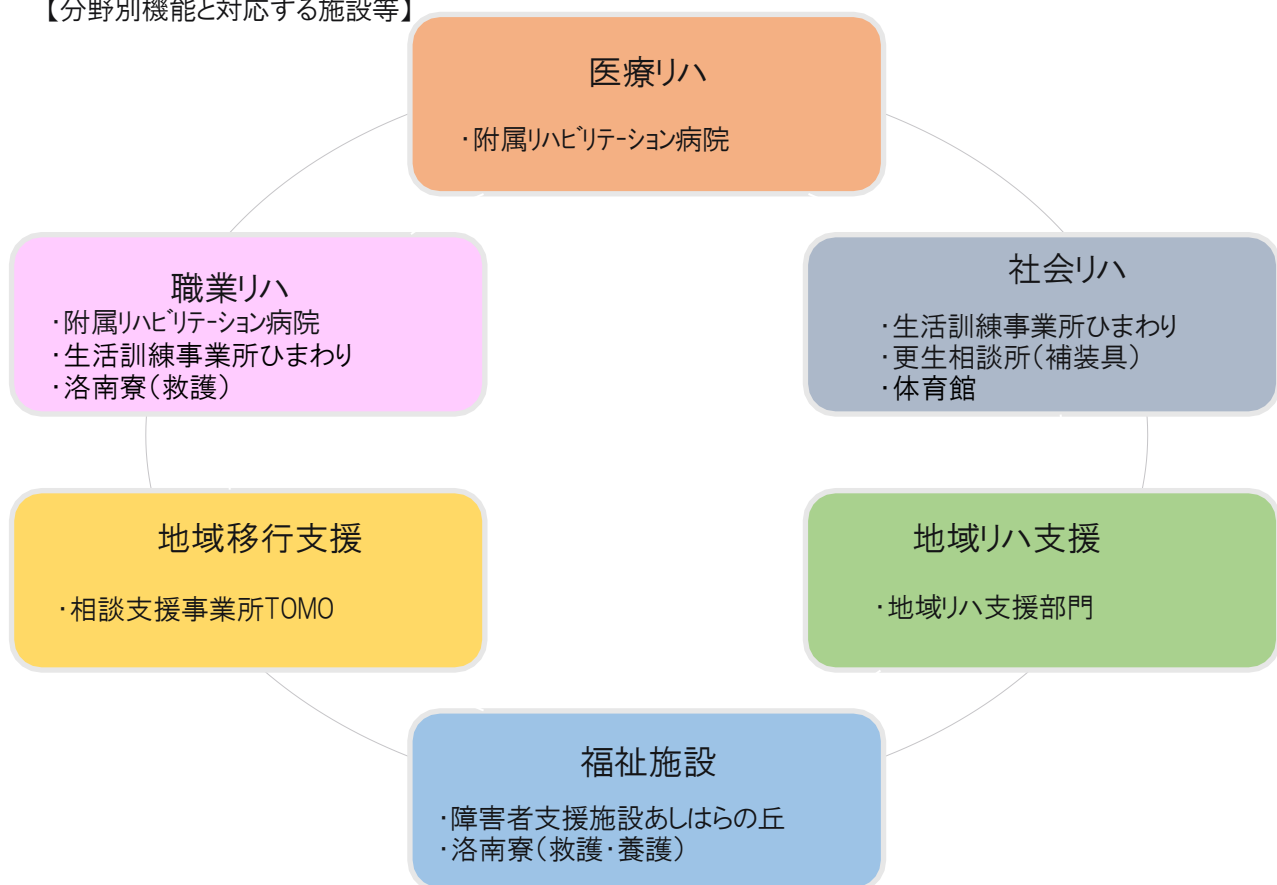 【分野別機能と対応する施設等】
医療リハ
・附属リハビリテーション病院
職業リハ
・附属リハビリテーション病院
・生活訓練事業所ひまわり
・洛南寮(救護)
社会リハ
・生活訓練事業所ひまわり
・更生相談所(補装具)
・体育館
地域移行支援
・相談支援事業所TOMO
地域リハ支援
・地域リハ支援部門
福祉施設
・障害者支援施設あしはらの丘
・洛南寮(救護・養護)